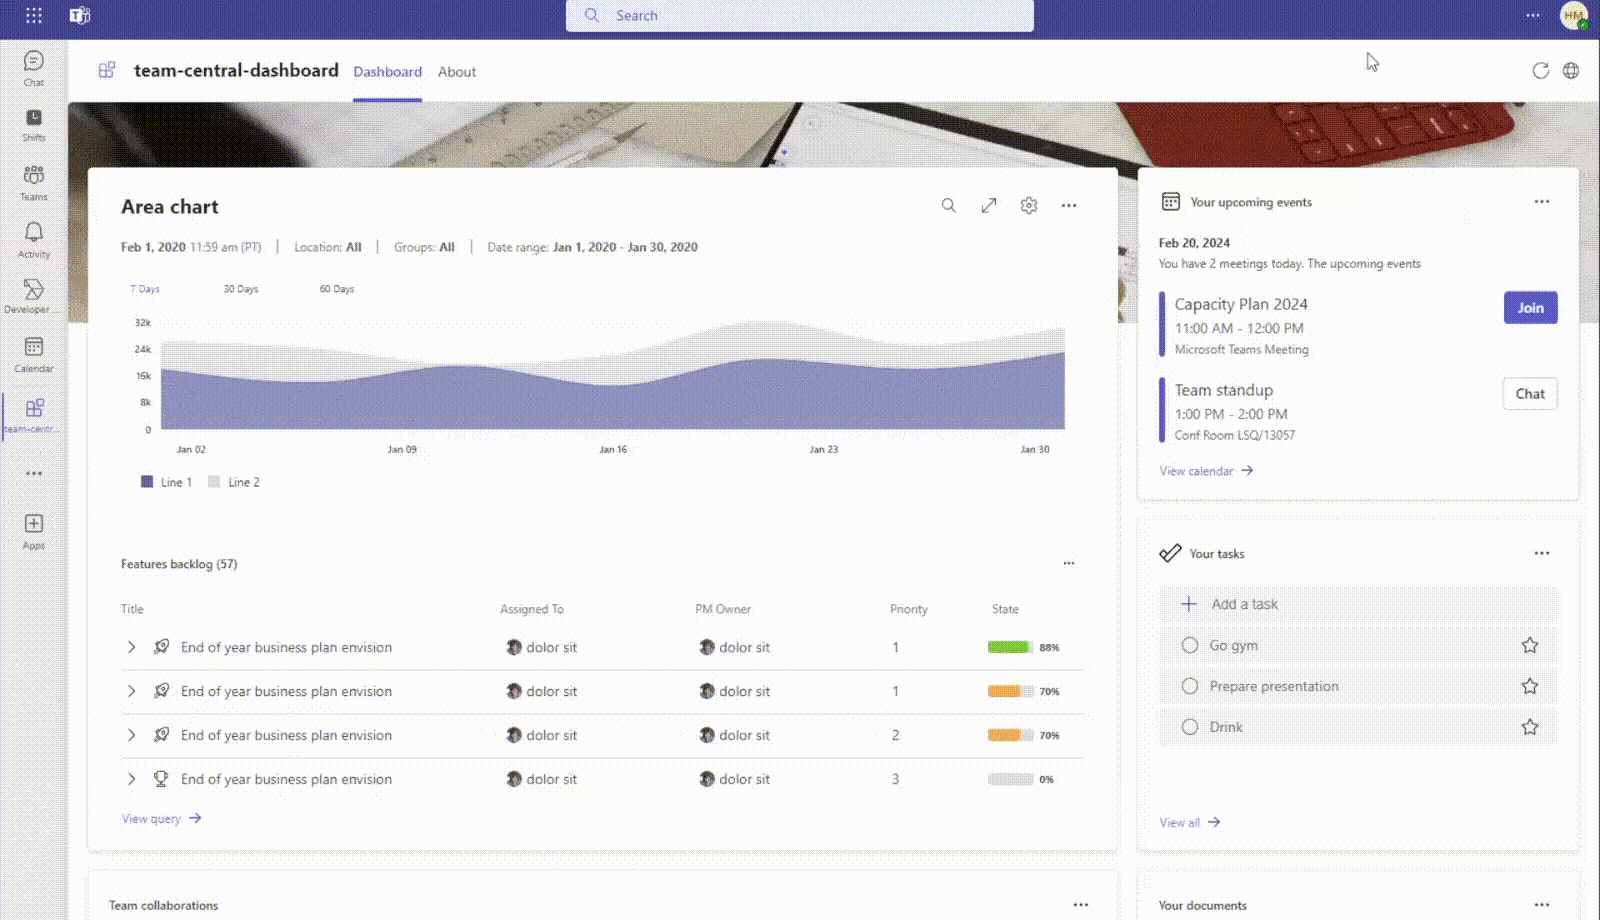 Search
HM
Chat
Shifts
Teams
Activity
Developer ...
Calendar
team-centr...
Apps
team-central-dashboard Dashboard About
Area chart
Feb 1, 2020 11:59 am (PT) | Location: All | Groups: All | Date range: Jan 1, 2020 - Jan 30, 2020
7 Days 30 Days 60 Days
32k
24k
16k
8k
0
Jan 02 Jan 09 Jan 16 Jan 23 Jan 30
Line 1 Line 2
Features backlog (57)
Title Assigned To PM Owner Priority State
End of year business plan envision dolor sit dolor sit 1 88%
End of year business plan envision dolor sit dolor sit 1 70%
End of year business plan envision dolor sit dolor sit 2 70%
End of year business plan envision dolor sit dolor sit 3 0%
View query
Team collaborations
Your upcoming events
Feb 20, 2024
You have 2 meetings today. The upcoming events
Capacity Plan 2024
11:00 AM - 12:00 PM
Microsoft Teams Meeting
Join
Team standup
1:00 PM - 2:00 PM
Conf Room LSQ/13057
Chat
View calendar
Your tasks
Add a task
Go gym
Prepare presentation
Drink
View all
Your documents